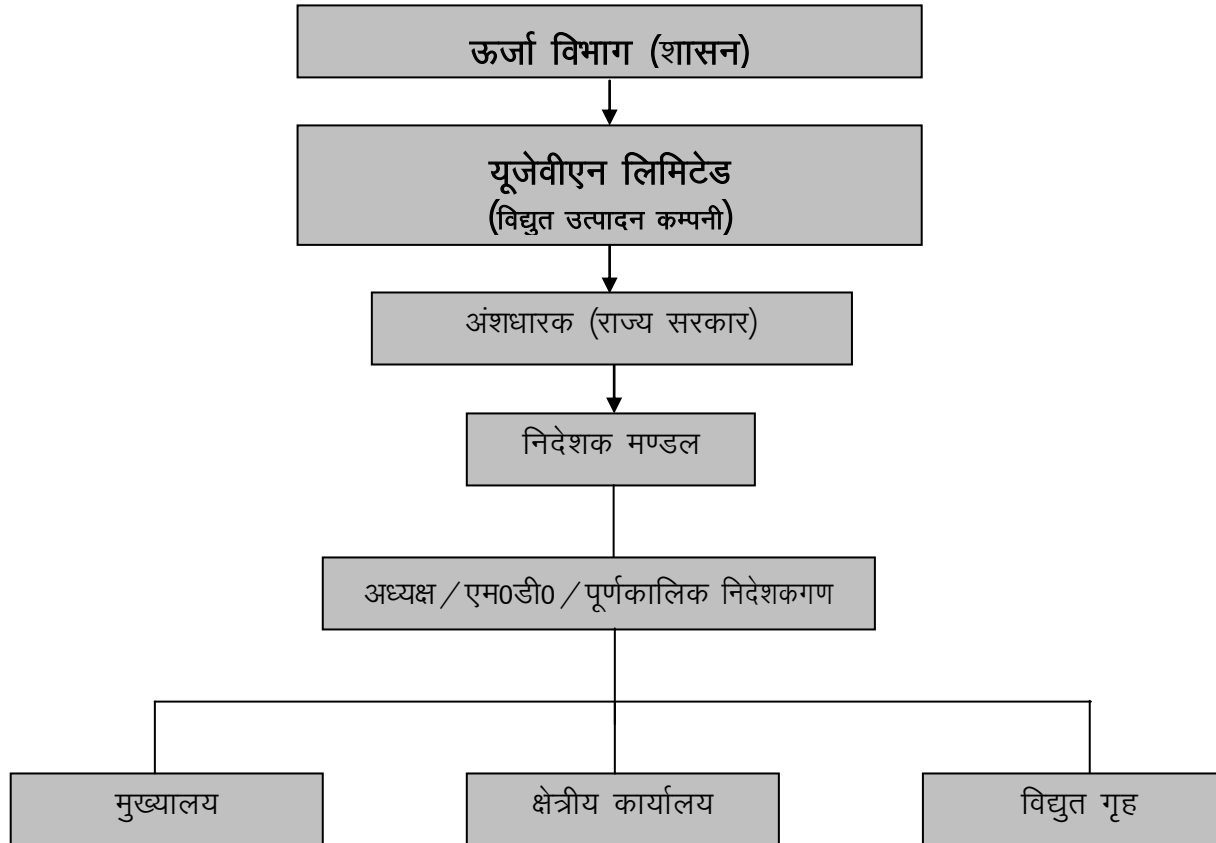 ऊर्जा विभाग (शासन)
यूजेवीएन लिमिटेड
(विद्युत उत्पादन कम्पनी)
अंशधारक (राज्य सरकार)
निदेशक मण्डल
अध्यक्ष/एम0डी0/पूर्णकालिक निदेशकगण
मुख्यालय
क्षेत्रीय कार्यालय
विद्युत गृह